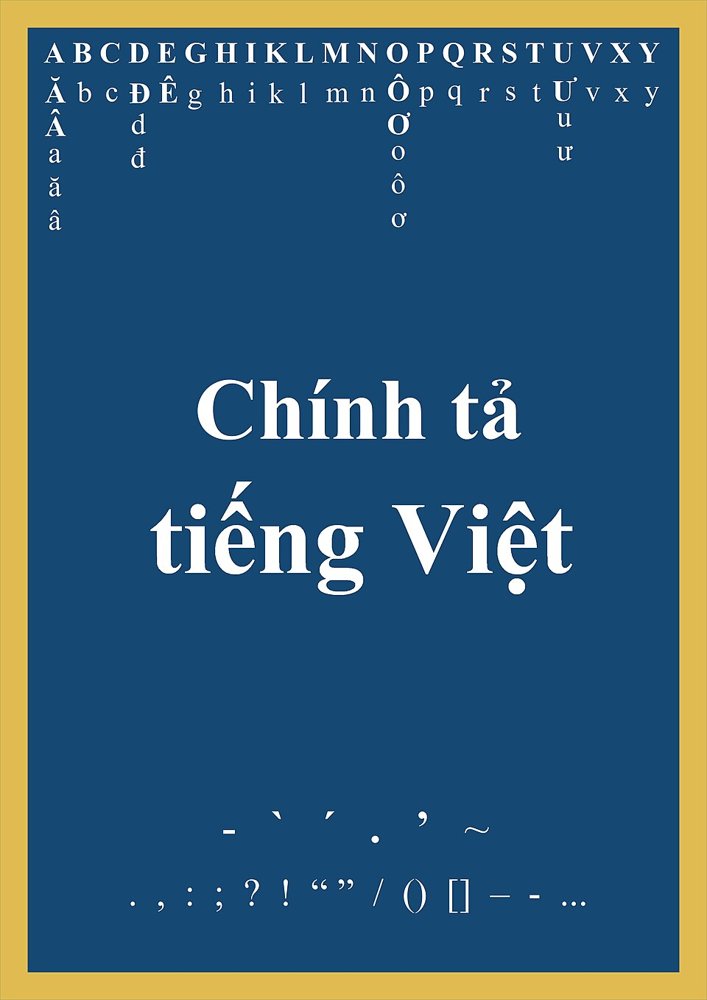 A B C D E G H I K L M N O P Q R S T U V X Y
Ă b c Đ Ê g h i k l m n Ô p q r s t Ư v x y
Â d Ơ u
a đ o ư
ă ô
â ơ
Chính tả
tiếng Việt
- ` ´ . ’ ~
. , : ; ? ! “ ” / () [] – - ...